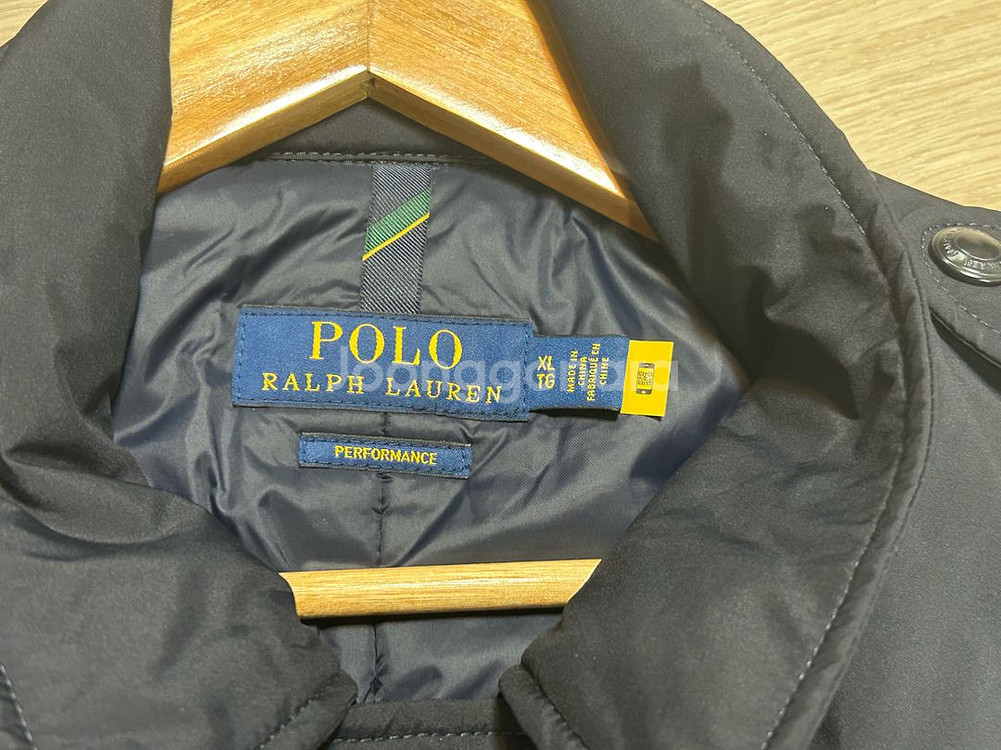 POLO
RALPH LAUREN
XL
TG
MADE IN
CHINA
FABRIQUÉ EN
CHINE
PERFORMANCE